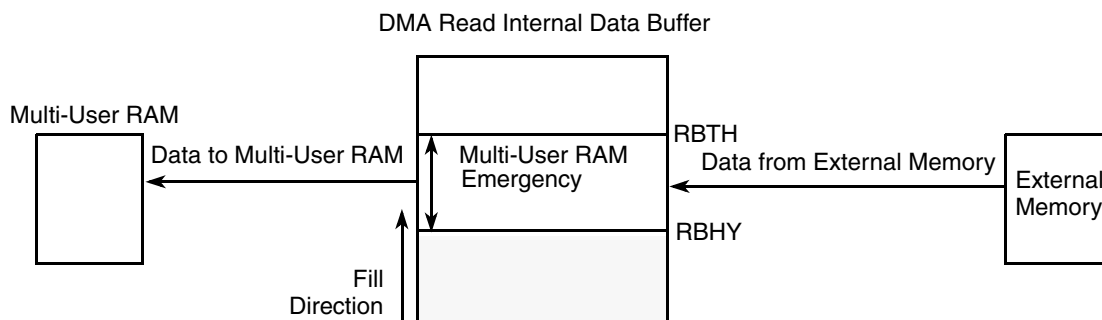 DMA Read Internal Data Buffer
Multi-User RAM
RBTH
Data to Multi-User RAM
Multi-User RAM
Emergency
Data from External Memory
External
Memory
RBHY
Fill
Direction